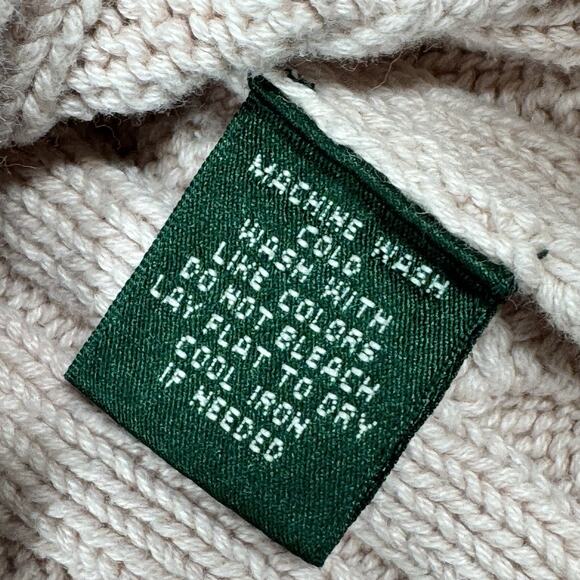 MACHINE WASH
COLD
WASH WITH
LIKE COLORS
DO NOT BLEACH
LAY FLAT TO DRY
COOL IRON
IF NEEDED